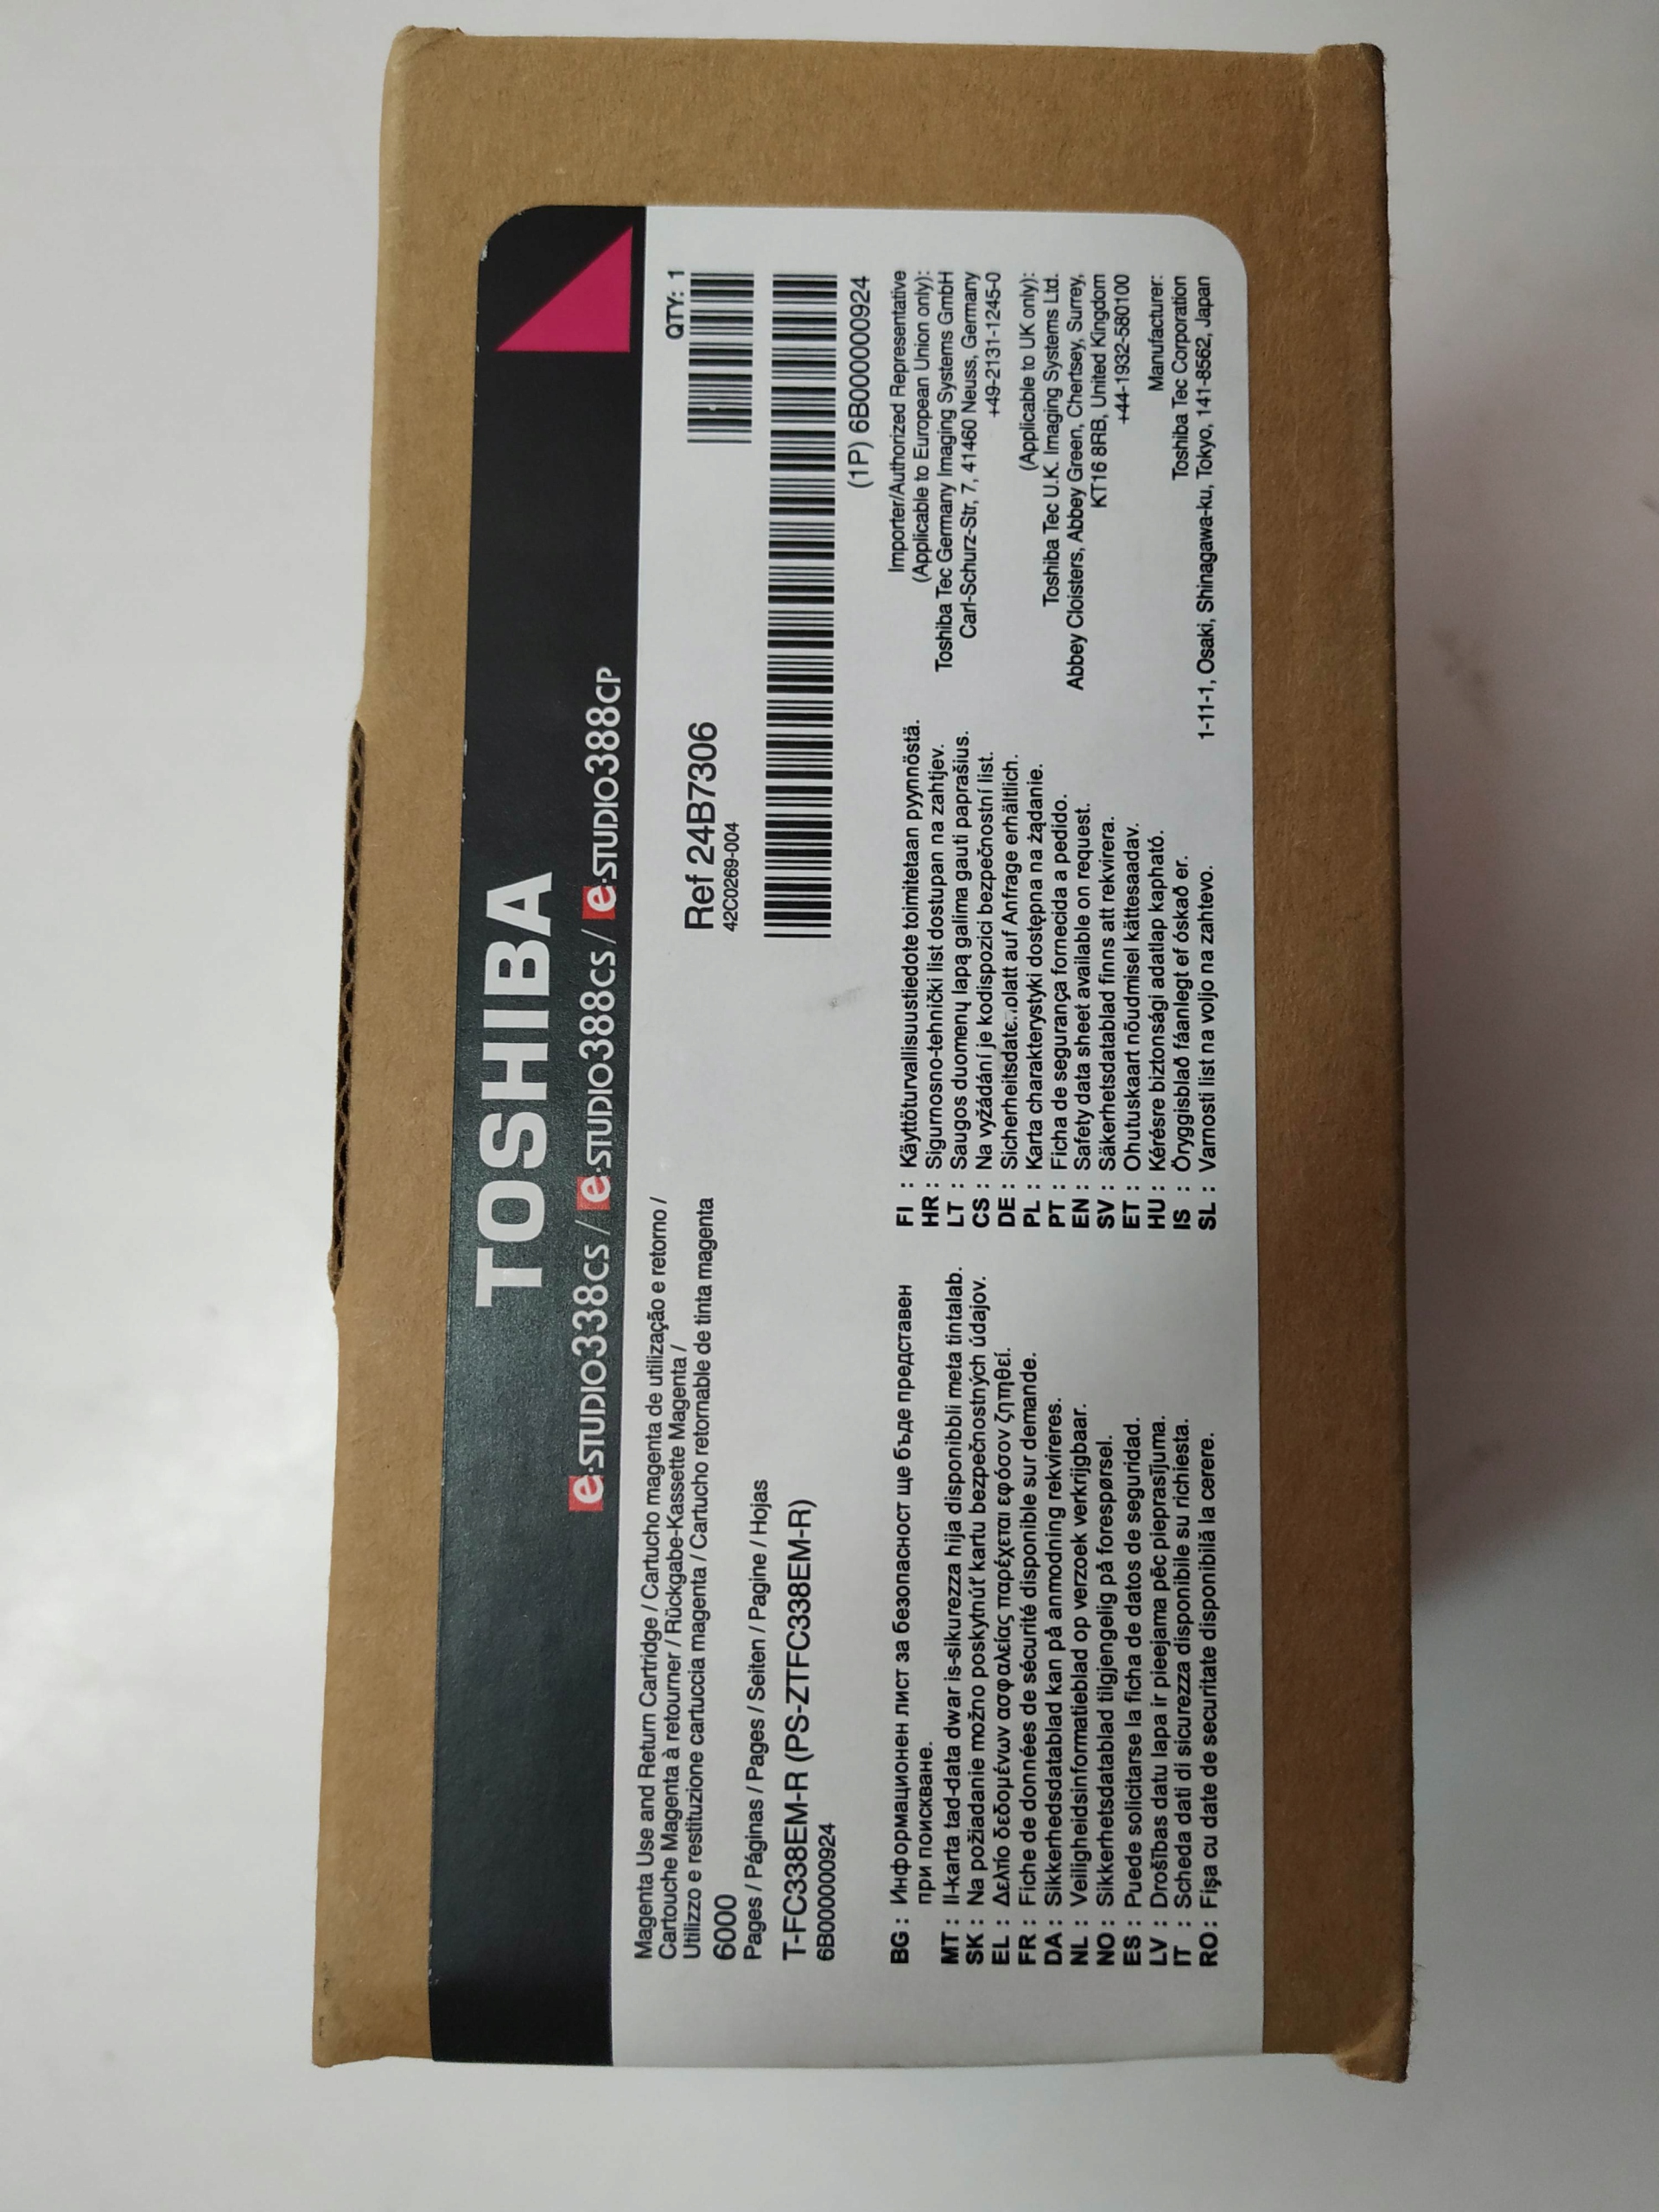 TOSHIBA
e-STUDIO338CS / e-STUDIO388CS / e-STUDIO388CP
Magenta Use and Return Cartridge / Cartucho magenta de utilização e retorno /
Cartouche Magenta à retourner / Rückgabe-Kassette Magenta /
Utilizzo e restituzione cartuccia magenta / Cartucho retornable de tinta magenta
6000
Pages / Páginas / Pages / Seiten / Pagine / Hojas
T-FC338EM-R (PS-ZTFC338EM-R)
6B000000924
Ref 24B7306
42C0269-004
QTY: 1
(1P) 6B000000924
BG : Информационен лист за безопасност ще бъде представен
при поискване.
MT : Il-karta tad-data dwar is-sikurezza hija disponibbli meta tintalab.
SK : Na požiadanie možno poskytnúť kartu bezpečnostných údajov.
EL : Δελτίο δεδομένων ασφαλείας παρέχεται εφόσον ζητηθεί.
FR : Fiche de données de sécurité disponible sur demande.
DA : Sikkerhedsdatablad kan på anmodning rekvireres.
NL : Veiligheidsinformatieblad op verzoek verkrijgbaar.
NO : Sikkerhetsdatablad tilgjengelig på forespørsel.
ES : Puede solicitarse la ficha de datos de seguridad.
LV : Drošības datu lapa ir pieejama pēc pieprasījuma.
IT : Scheda dati di sicurezza disponibile su richiesta.
RO : Fişa cu date de securitate disponibilă la cerere.
FI : Käyttöturvallisuustiedote toimitetaan pyynnöstä.
HR : Sigurnosno-tehnički list dostupan na zahtjev.
LT : Saugos duomenų lapą galima gauti paprašius.
CS : Na vyžádání je kodispozici bezpečnostní list.
DE : auf Anfrage erhältlich.
PL : Karta charakterystyki dostępna na żądanie.
PT : Ficha de segurança fornecida a pedido.
EN : Safety data sheet available on request.
SV : Säkerhetsdatablad finns att rekvirera.
ET : Ohutuskaart nõudmisel kättesaadav.
HU : Kérésre biztonsági adatlap kapható.
IS : Öryggisblað fáanlegt ef óskað er.
SL : Varnosti list na voljo na zahtevo.
Importer/Authorized Representative
(Applicable to European Union only):
Toshiba Tec Germany Imaging Systems GmbH
Carl-Schurz-Str, 7, 41460 Neuss, Germany
+49-2131-1245-0
(Applicable to UK only):
Toshiba Tec U.K. Imaging Systems Ltd.
Abbey Cloisters, Abbey Green, Chertsey, Surrey,
KT16 8RB, United Kingdom
+44-1932-580100
Manufacturer:
Toshiba Tec Corporation
1-11-1, Osaki, Shinagawa-ku, Tokyo, 141-8562, Japan